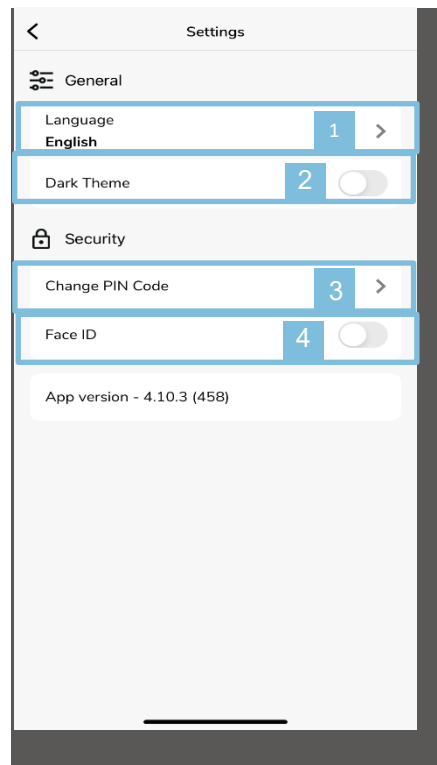 Settings
General
Language
English
1
Dark Theme
2
Security
Change PIN Code
3
Face ID
4
App version - 4.10.3 (458)